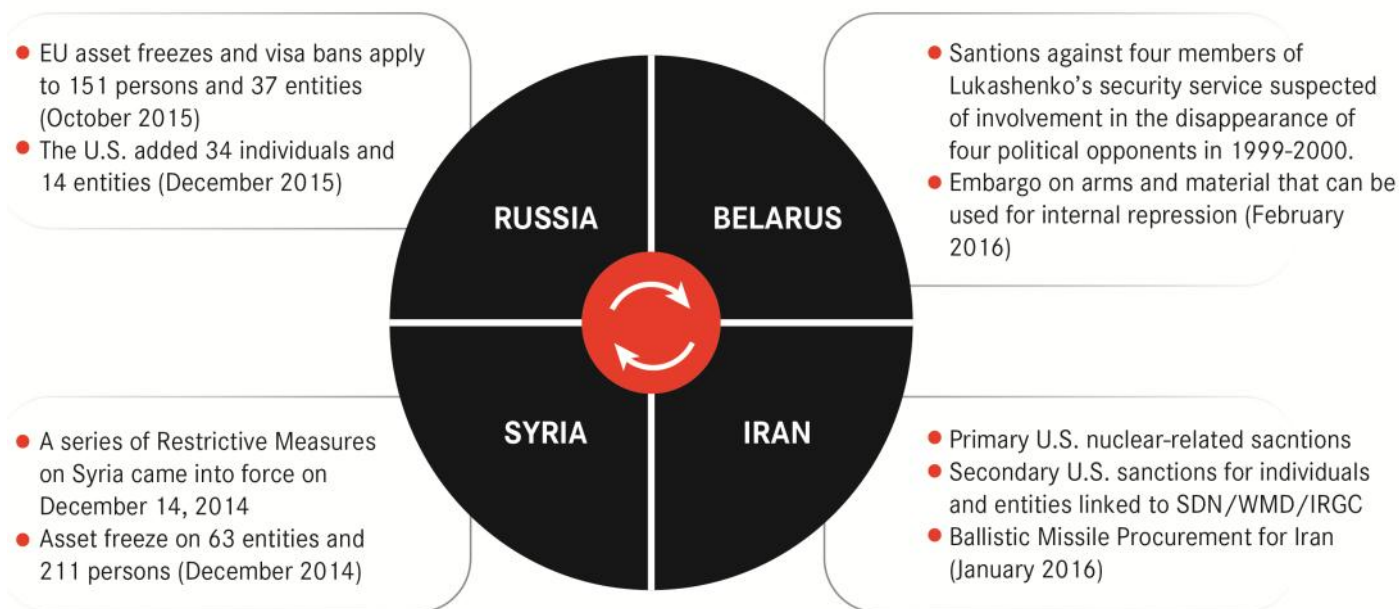 • EU asset freezes and visa bans apply
to 151 persons and 37 entities
(October 2015)
• The U.S. added 34 individuals and
14 entities (December 2015)
• Santions against four members of
Lukashenko’s security service suspected
of involvement in the disappearance of
four political opponents in 1999-2000.
• Embargo on arms and material that can be
used for internal repression (February
2016)
RUSSIA
BELARUS
SYRIA
IRAN
• A series of Restrictive Measures
on Syria came into force on
December 14, 2014
• Asset freeze on 63 entities and
211 persons (December 2014)
• Primary U.S. nuclear-related sacntions
• Secondary U.S. sanctions for individuals
and entities linked to SDN/WMD/IRGC
• Ballistic Missile Procurement for Iran
(January 2016)